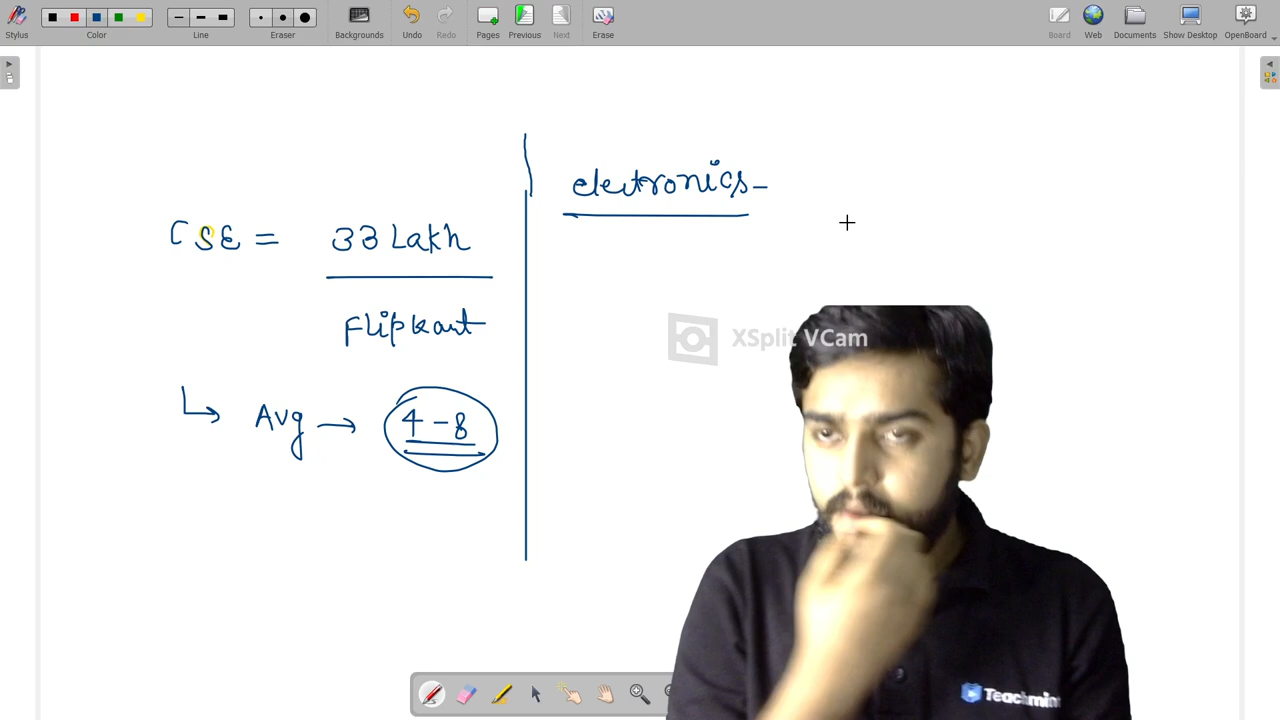 Stylus
Color
Line
Eraser
Backgrounds
Undo
Redo
Pages
Previous
Next
Erase
Board
Web
Documents
Show Desktop
OpenBoard
CSE = 33 Lakh
Flipkart
Avg → 4-8
electronics-
XSplit VCam
Teachmint